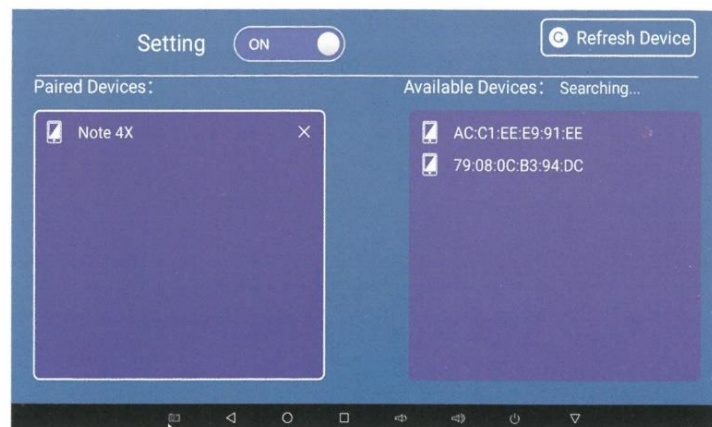 Setting ON
Refresh Device
Paired Devices:
Note 4X
Available Devices: Searching...
AC:C1:EE:E9:91:EE
79:08:0C:B3:94:DC